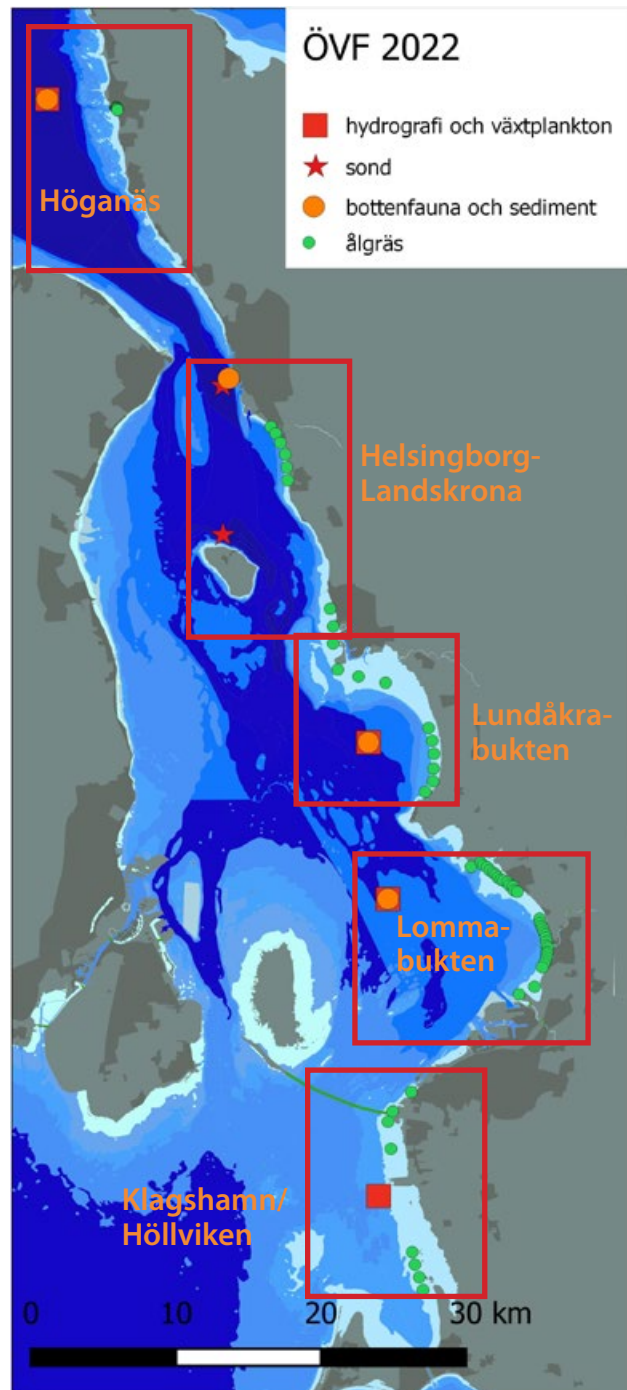 ÖVF 2022
hydrografi och växtplankton
sond
bottenfauna och sediment
ålgräs
Höganäs
Helsingborg-
Landskrona
Lundåkra-
bukten
Lomma-
bukten
Klagshamn/
Höllviken
0 10 20 30 km